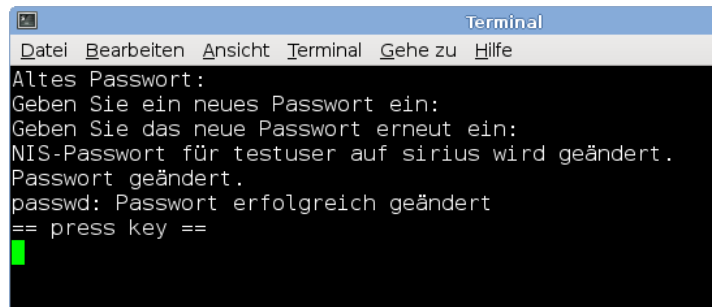 Terminal
Datei Bearbeiten Ansicht Terminal Gehe zu Hilfe
Altes Passwort:
Geben Sie ein neues Passwort ein:
Geben Sie das neue Passwort erneut ein:
NIS-Passwort für testuser auf sirius wird geändert.
Passwort geändert.
passwd: Passwort erfolgreich geändert
== press key ==